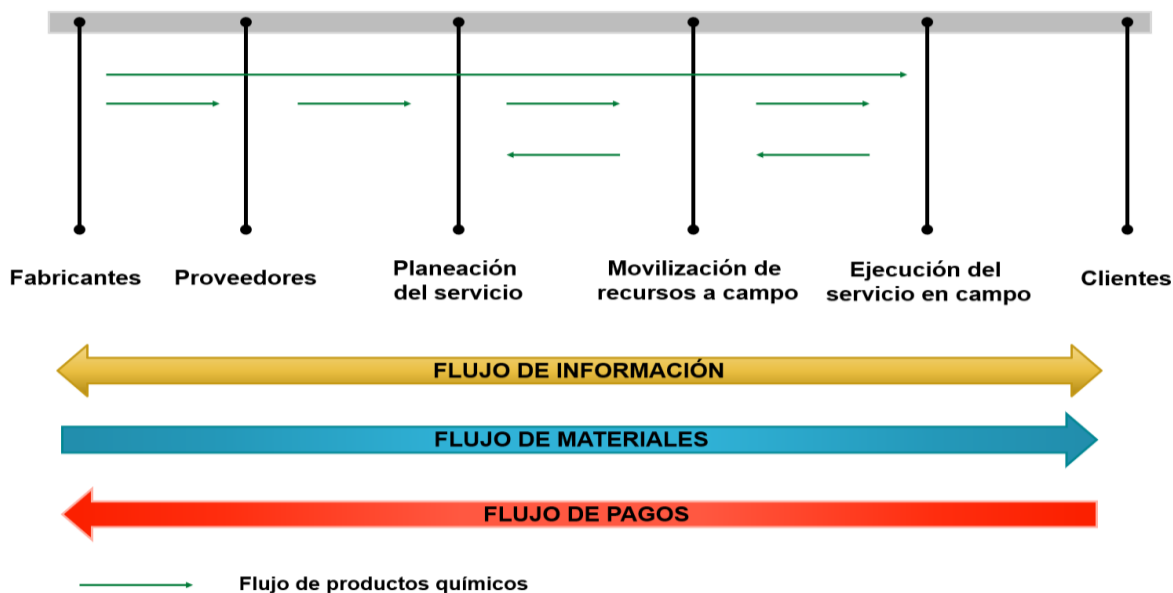 Fabricantes
Proveedores
Planeación
del servicio
Movilización de
recursos a campo
Ejecución del
servicio en campo
Clientes
FLUJO DE INFORMACIÓN
FLUJO DE MATERIALES
FLUJO DE PAGOS
Flujo de productos químicos